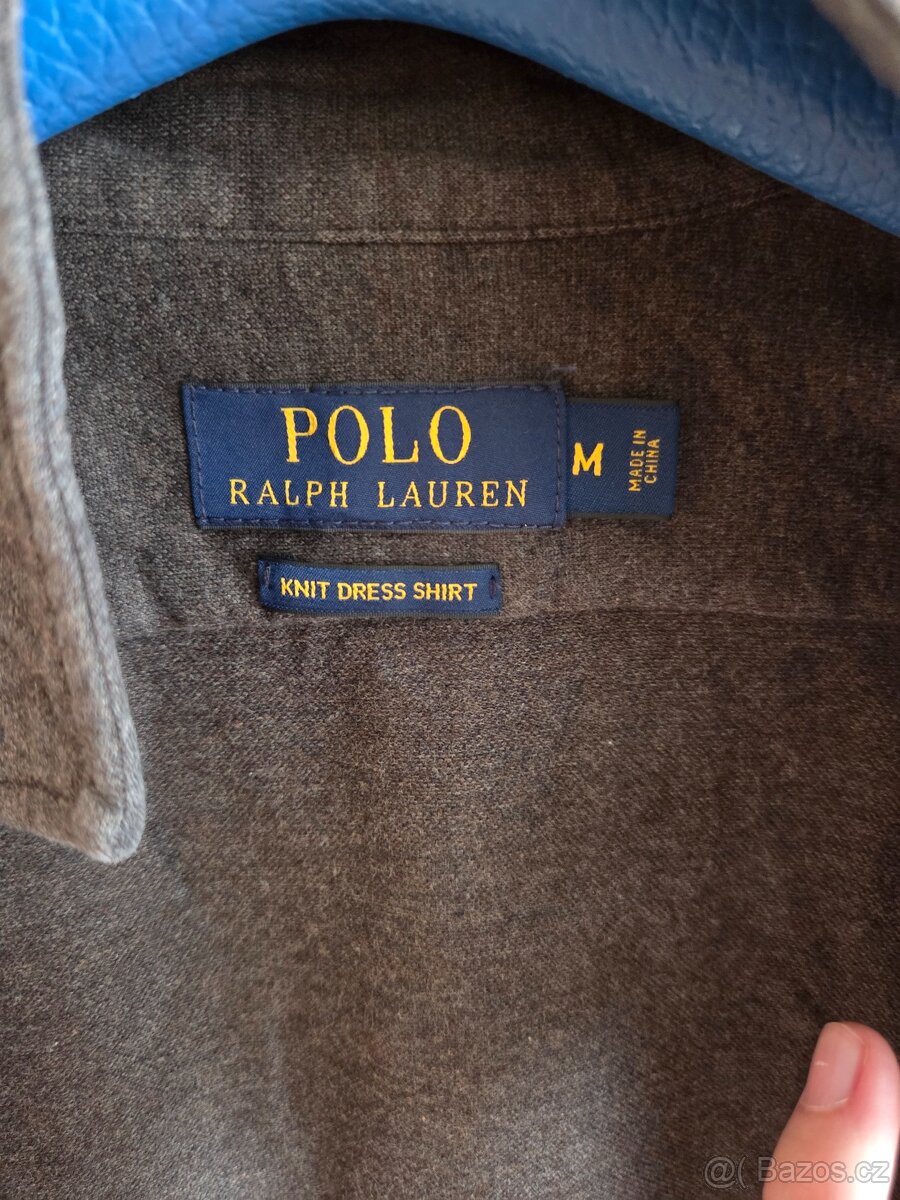 POLO
RALPH LAUREN
M
MADE IN
CHINA
KNIT DRESS SHIRT
@( Bazos.cz